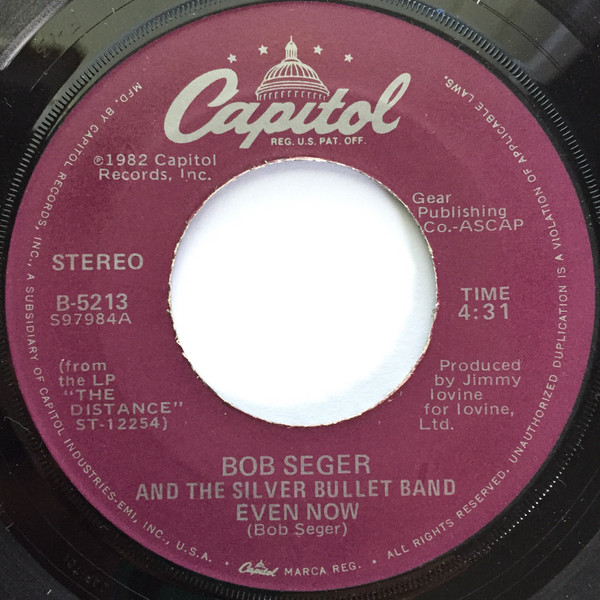 Capitol
REG. U.S. PAT. OFF.
℗1982 Capitol
Records, Inc.
Gear
Publishing
Co.-ASCAP
STEREO
B-5213
S97984A
TIME
4:31
(from
the LP
"THE
DISTANCE"
ST-12254)
Produced
by Jimmy
Iovine
for Iovine,
Ltd.
BOB SEGER
AND THE SILVER BULLET BAND
EVEN NOW
(Bob Seger)
MFD. BY CAPITOL RECORDS, INC., A SUBSIDIARY OF CAPITOL INDUSTRIES-EMI, INC., U.S.A. • Capitol MARCA REG. • ALL RIGHTS RESERVED. UNAUTHORIZED DUPLICATION IS A VIOLATION OF APPLICABLE LAWS.